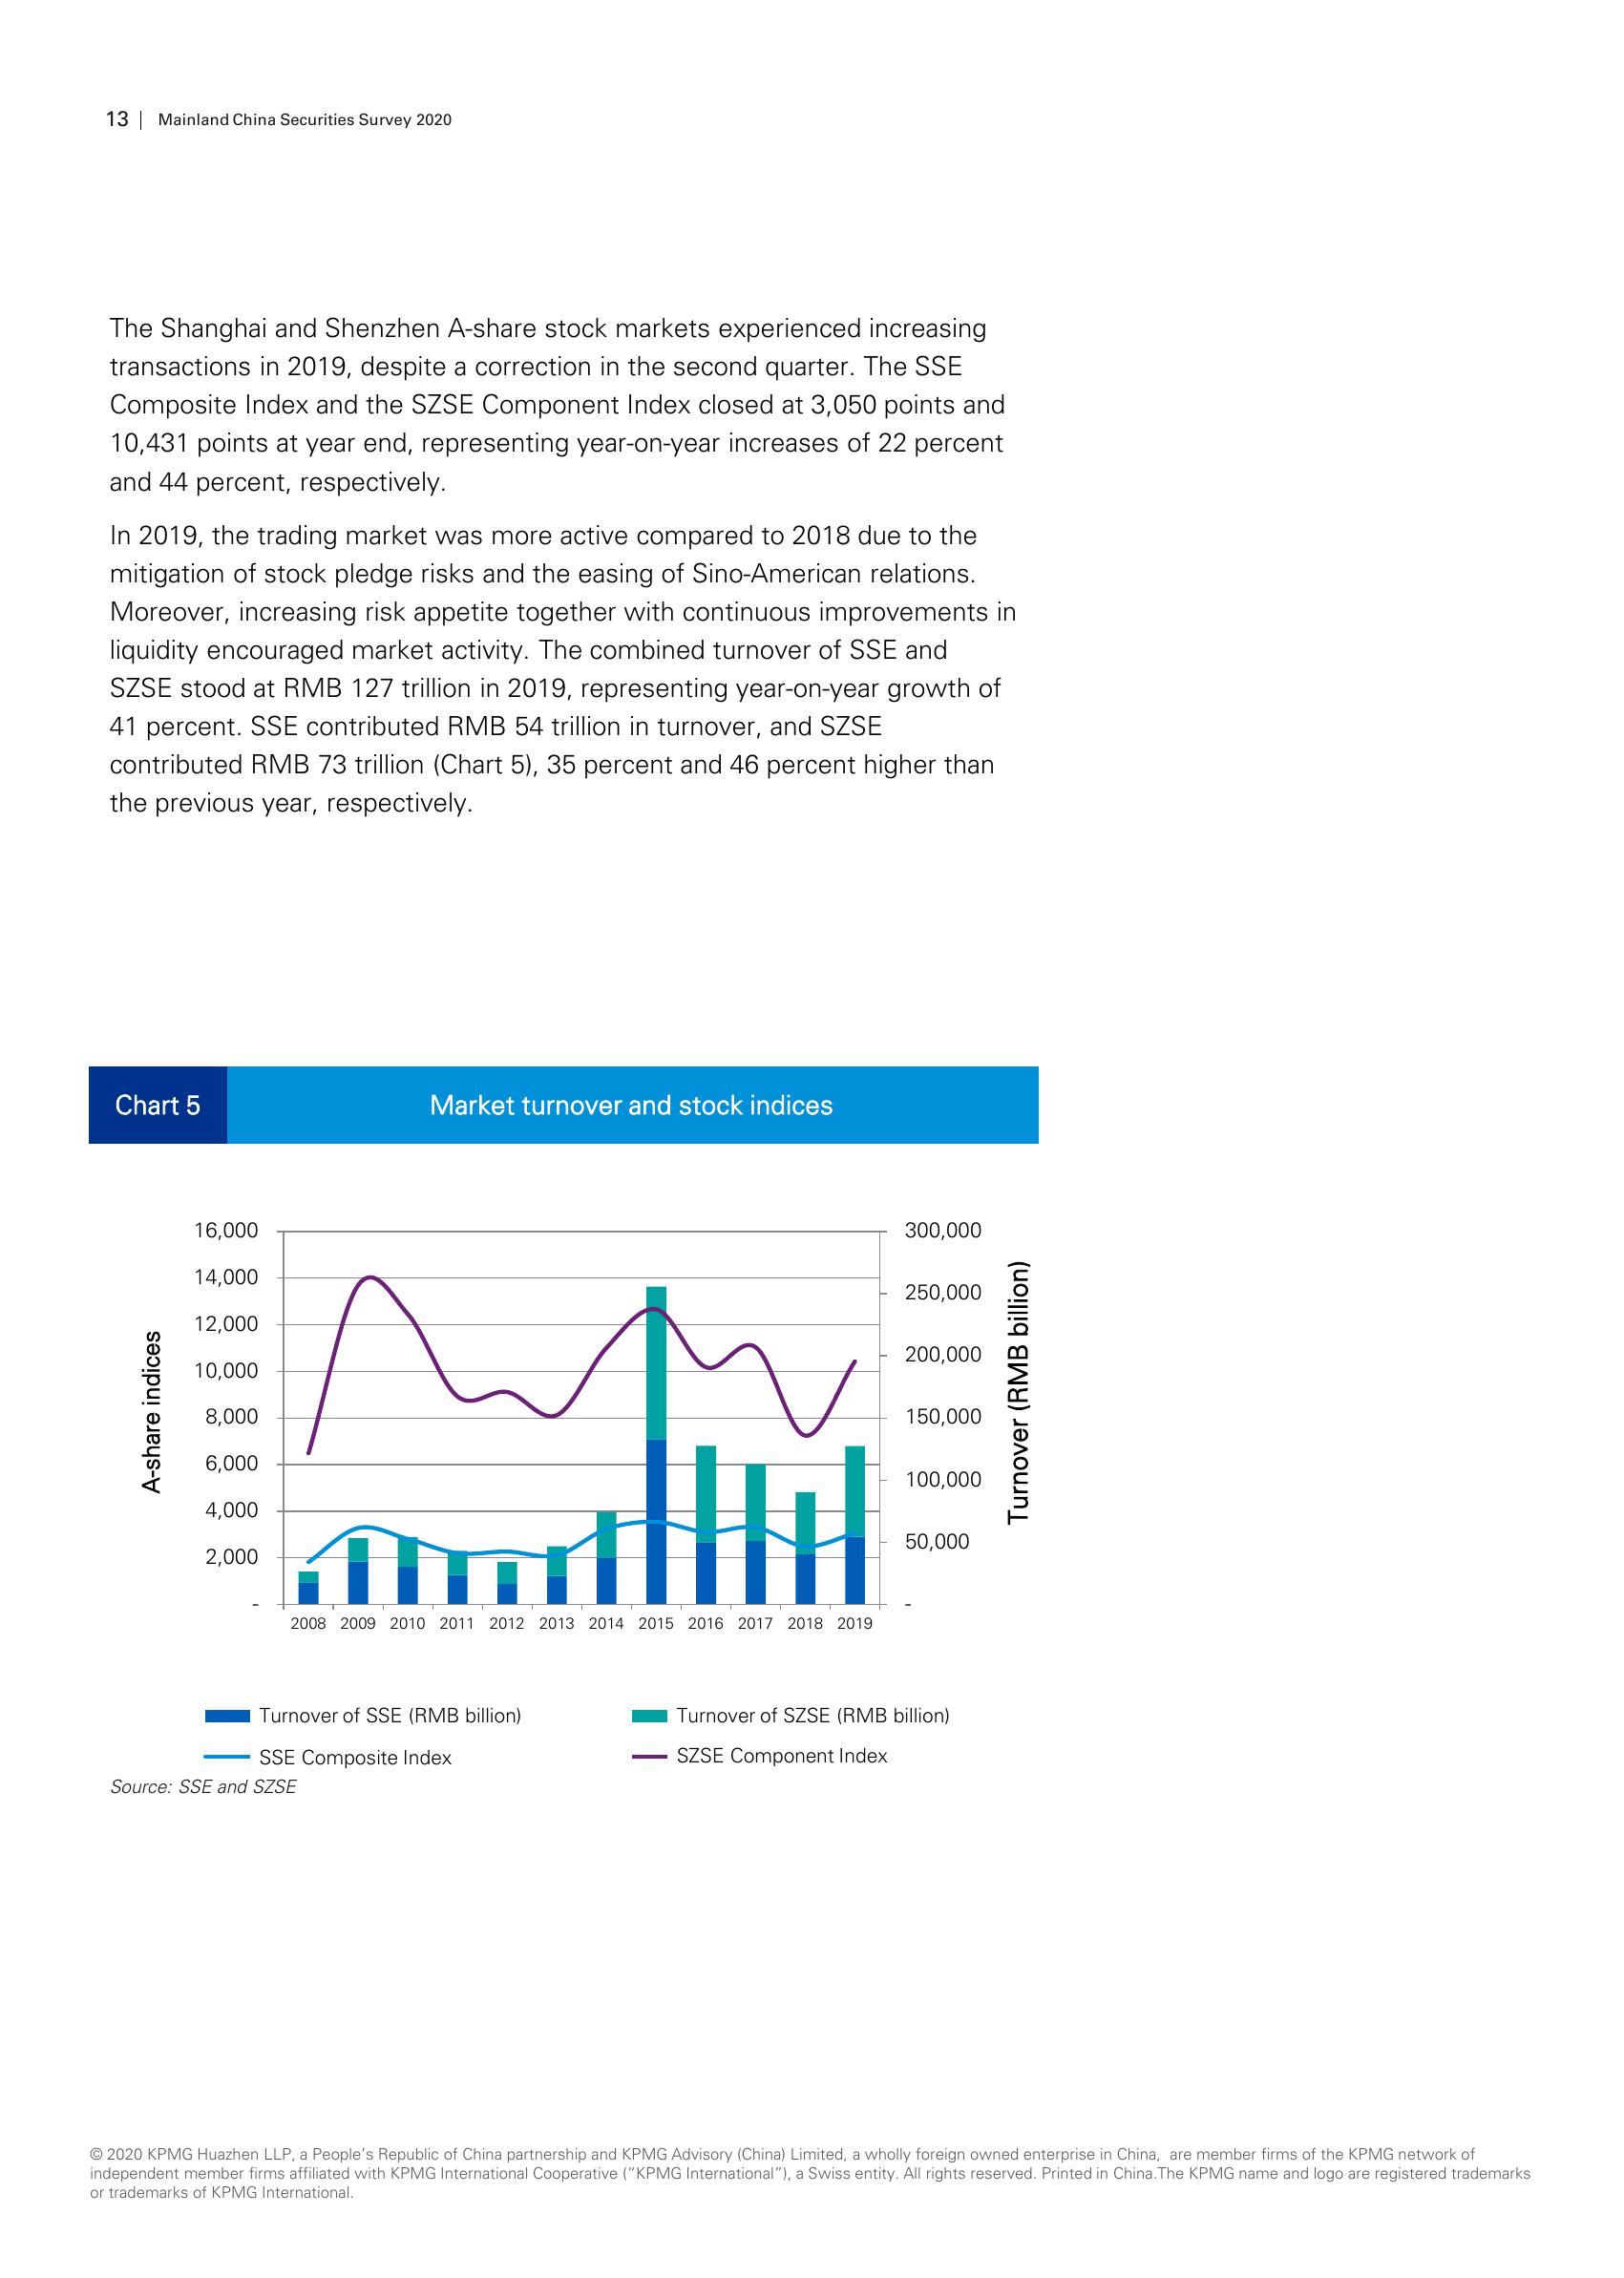 13 | Mainland China Securities Survey 2020
The Shanghai and Shenzhen A-share stock markets experienced increasing
transactions in 2019, despite a correction in the second quarter. The SSE
Composite Index and the SZSE Component Index closed at 3,050 points and
10,431 points at year end, representing year-on-year increases of 22 percent
and 44 percent, respectively.
In 2019, the trading market was more active compared to 2018 due to the
mitigation of stock pledge risks and the easing of Sino-American relations.
Moreover, increasing risk appetite together with continuous improvements in
liquidity encouraged market activity. The combined turnover of SSE and
SZSE stood at RMB 127 trillion in 2019, representing year-on-year growth of
41 percent. SSE contributed RMB 54 trillion in turnover, and SZSE
contributed RMB 73 trillion (Chart 5), 35 percent and 46 percent higher than
the previous year, respectively.
Chart 5
Market turnover and stock indices
A-share indices
16,000
14,000
12,000
10,000
8,000
6,000
4,000
2,000
-
300,000
250,000
200,000
150,000
100,000
50,000
-
Turnover (RMB billion)
2008 2009 2010 2011 2012 2013 2014 2015 2016 2017 2018 2019
Turnover of SSE (RMB billion)
Turnover of SZSE (RMB billion)
SSE Composite Index
SZSE Component Index
Source: SSE and SZSE
© 2020 KPMG Huazhen LLP, a People’s Republic of China partnership and KPMG Advisory (China) Limited, a wholly foreign owned enterprise in China, are member firms of the KPMG network of
independent member firms affiliated with KPMG International Cooperative (“KPMG International”), a Swiss entity. All rights reserved. Printed in China.The KPMG name and logo are registered trademarks
or trademarks of KPMG International.